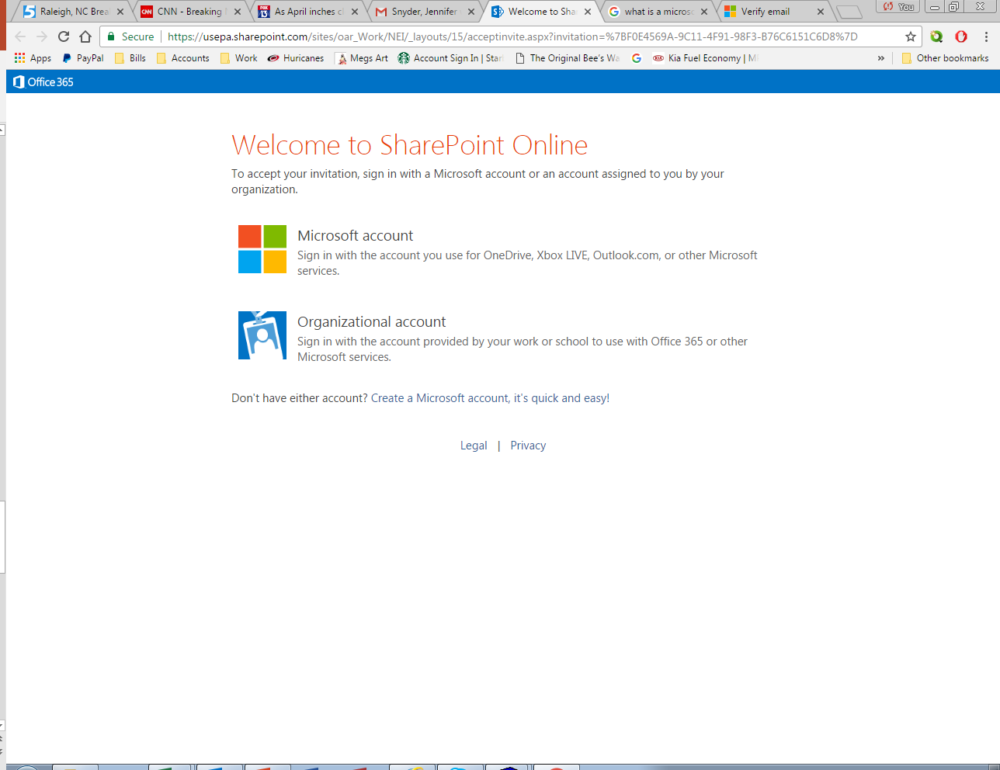 Raleigh, NC Brea
CNN - Breaking
As April inches cl
Snyder, Jennifer
Welcome to Shar
what is a microsc
Verify email
You
Secure
https://usepa.sharepoint.com/sites/oar_Work/NEI/_layouts/15/acceptinvite.aspx?invitation=%7BF0E4569A-9C11-4F91-98F3-B76C6151C6D8%7D
Apps
PayPal
Bills
Accounts
Work
Huricanes
Megs Art
Account Sign In | Star
The Original Bee's Wa
Kia Fuel Economy |
»
Other bookmarks
Office 365
Welcome to SharePoint Online
To accept your invitation, sign in with a Microsoft account or an account assigned to you by your
organization.
Microsoft account
Sign in with the account you use for OneDrive, Xbox LIVE, Outlook.com, or other Microsoft
services.
Organizational account
Sign in with the account provided by your work or school to use with Office 365 or other
Microsoft services.
Don't have either account? Create a Microsoft account, it's quick and easy!
Legal | Privacy